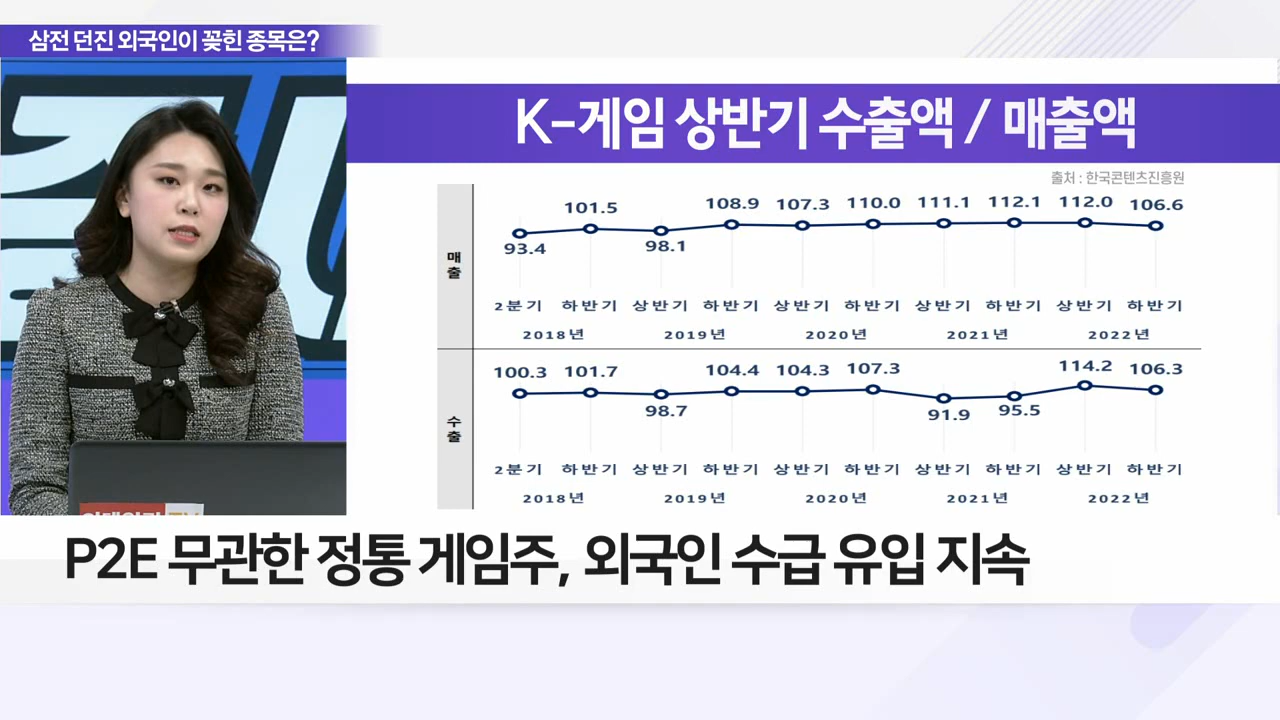 삼전 던진 외국인이 꽂힌 종목은?
K-게임 상반기 수출액 / 매출액
출처 : 한국콘텐츠진흥원
매출
93.4 101.5 98.1 108.9 107.3 110.0 111.1 112.1 112.0 106.6
2분기 하반기 상반기 하반기 상반기 하반기 상반기 하반기 상반기 하반기
2018년 2019년 2020년 2021년 2022년
수출
100.3 101.7 98.7 104.4 104.3 107.3 91.9 95.5 114.2 106.3
2분기 하반기 상반기 하반기 상반기 하반기 상반기 하반기 상반기 하반기
2018년 2019년 2020년 2021년 2022년
P2E 무관한 정통 게임주, 외국인 수급 유입 지속